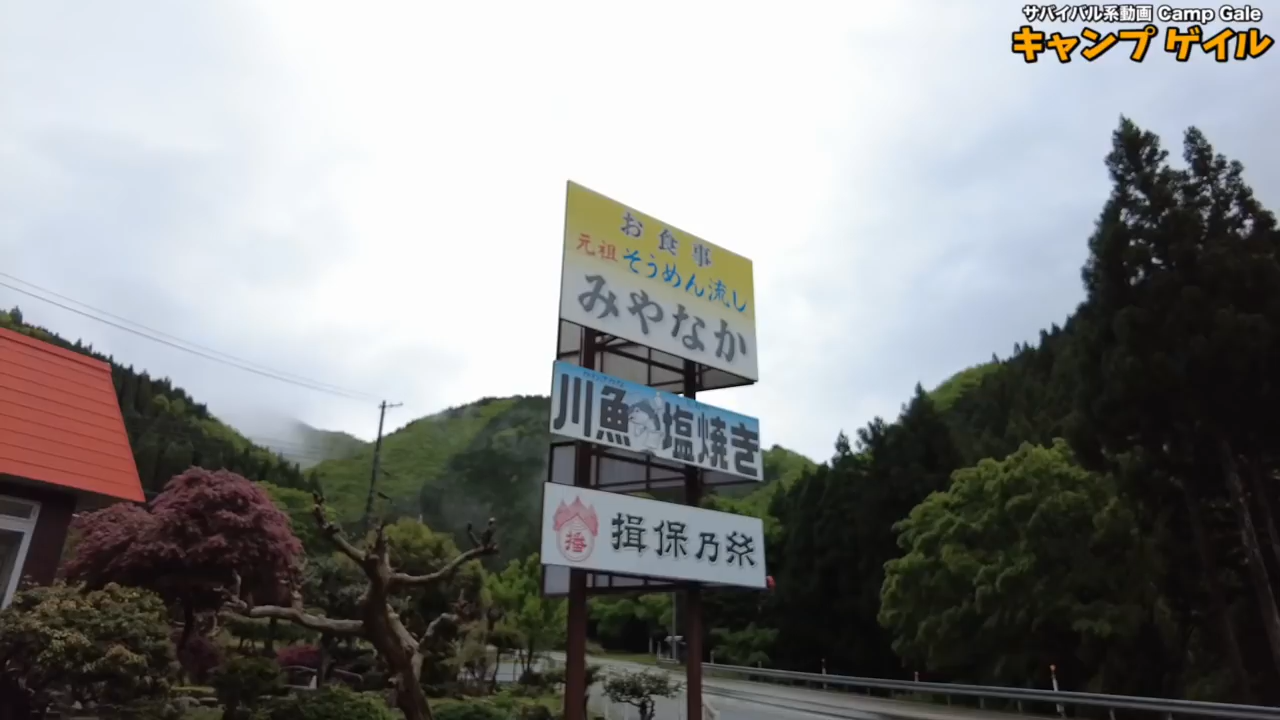 サバイバル系動画 Camp Gale
キャンプ ゲイル
お食事
元祖 そうめん流し
みやなか
川魚 塩焼き
揖保乃糸